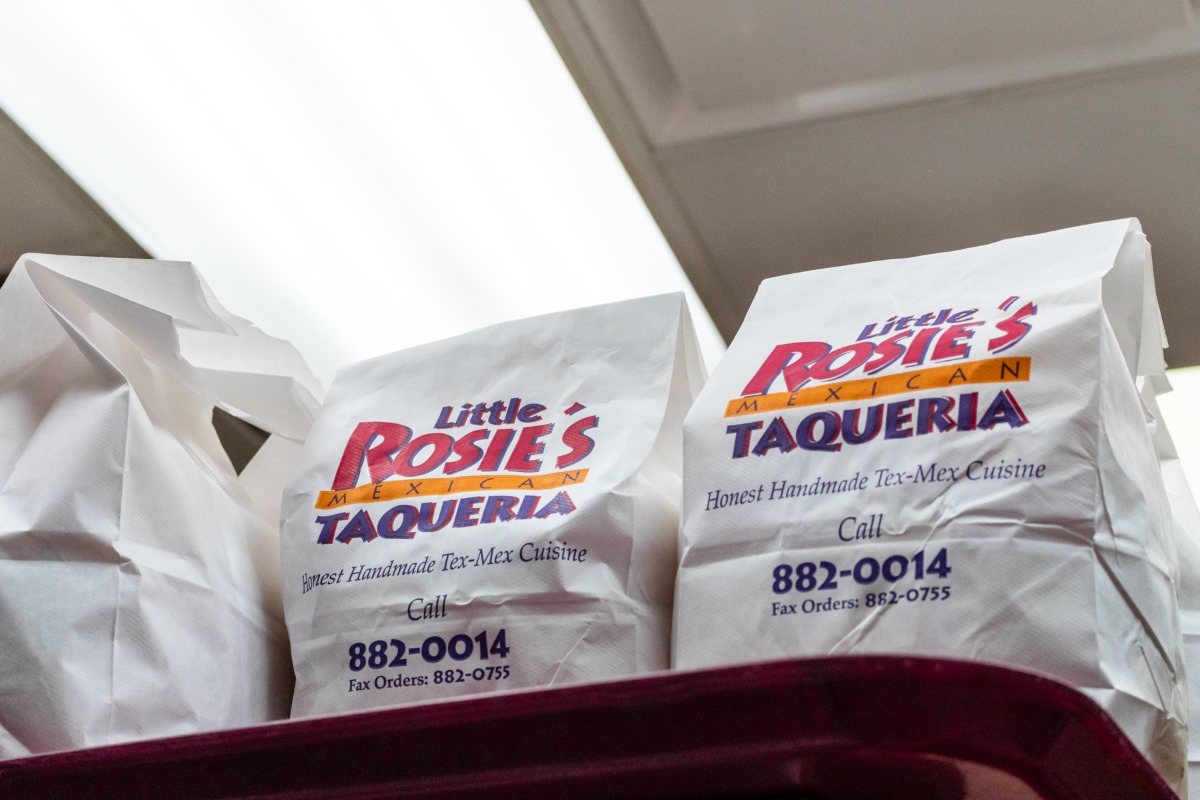 Little
ROSIE'S
MEXICAN
TAQUERIA
Honest Handmade Tex-Mex Cuisine
Call
882-0014
Fax Orders: 882-0755
Little
ROSIE'S
MEXICAN
TAQUERIA
Honest Handmade Tex-Mex Cuisine
Call
882-0014
Fax Orders: 882-0755